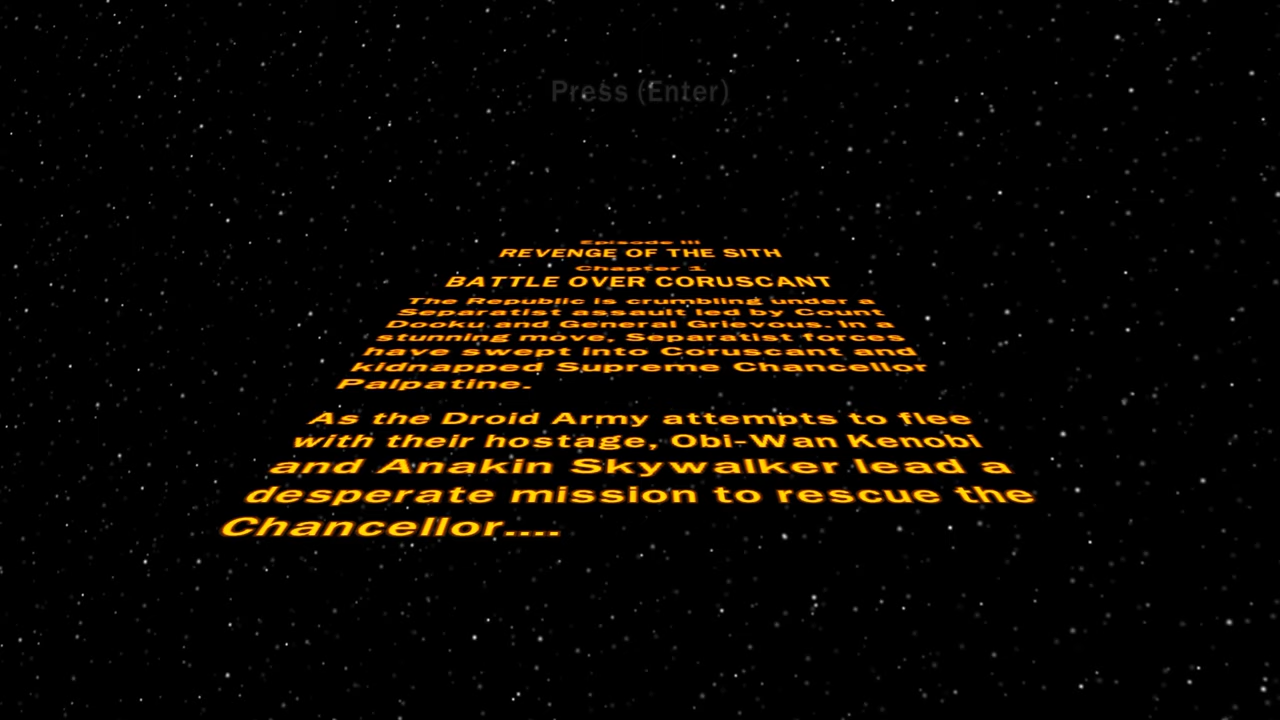 Press (Enter)
Episode III
REVENGE OF THE SITH
Chapter 1
BATTLE OVER CORUSCANT
The Republic is crumbling under a
Separatist assault led by Count
Dooku and General Grievous. In a
stunning move, Separatist forces
have swept into Coruscant and
kidnapped Supreme Chancellor
Palpatine.
As the Droid Army attempts to flee
with their hostage, Obi-Wan Kenobi
and Anakin Skywalker lead a
desperate mission to rescue the
Chancellor....